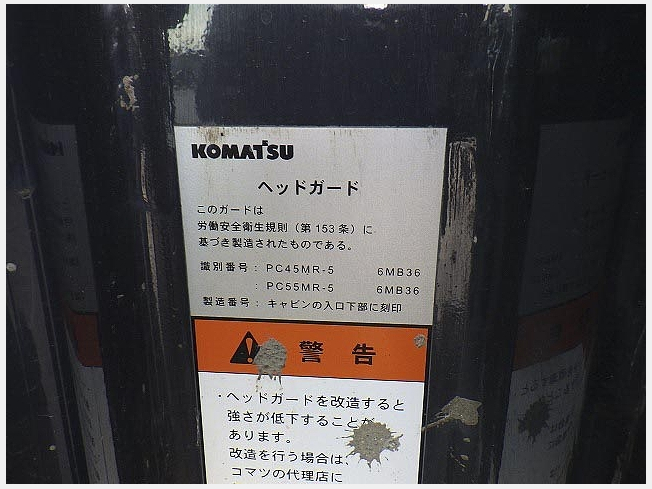 KOMATSU
ヘッドガード
このガードは
労働安全衛生規則（第153条）に
基づき製造されたものである。
識別番号：PC45MR-5 6MB36
：PC55MR-5 6MB36
製造番号：キャビンの入口下部に刻印
警告
・ヘッドガードを改造すると
強さが低下することが
あります。
改造を行う場合は、
コマツの代理店に